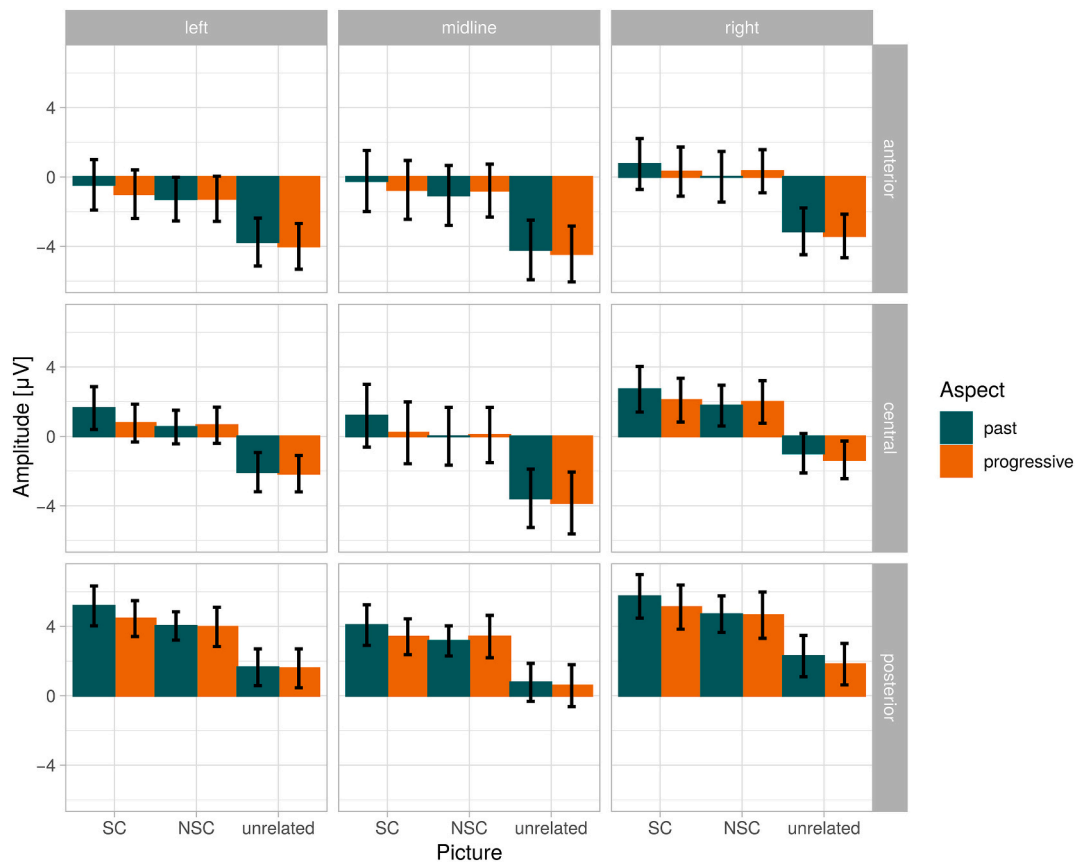 left midline right
4
0
−4
anterior
4
0
−4
central
4
0
−4
posterior
Amplitude [µV]
SC NSC unrelated SC NSC unrelated SC NSC unrelated
Picture
Aspect
past
progressive